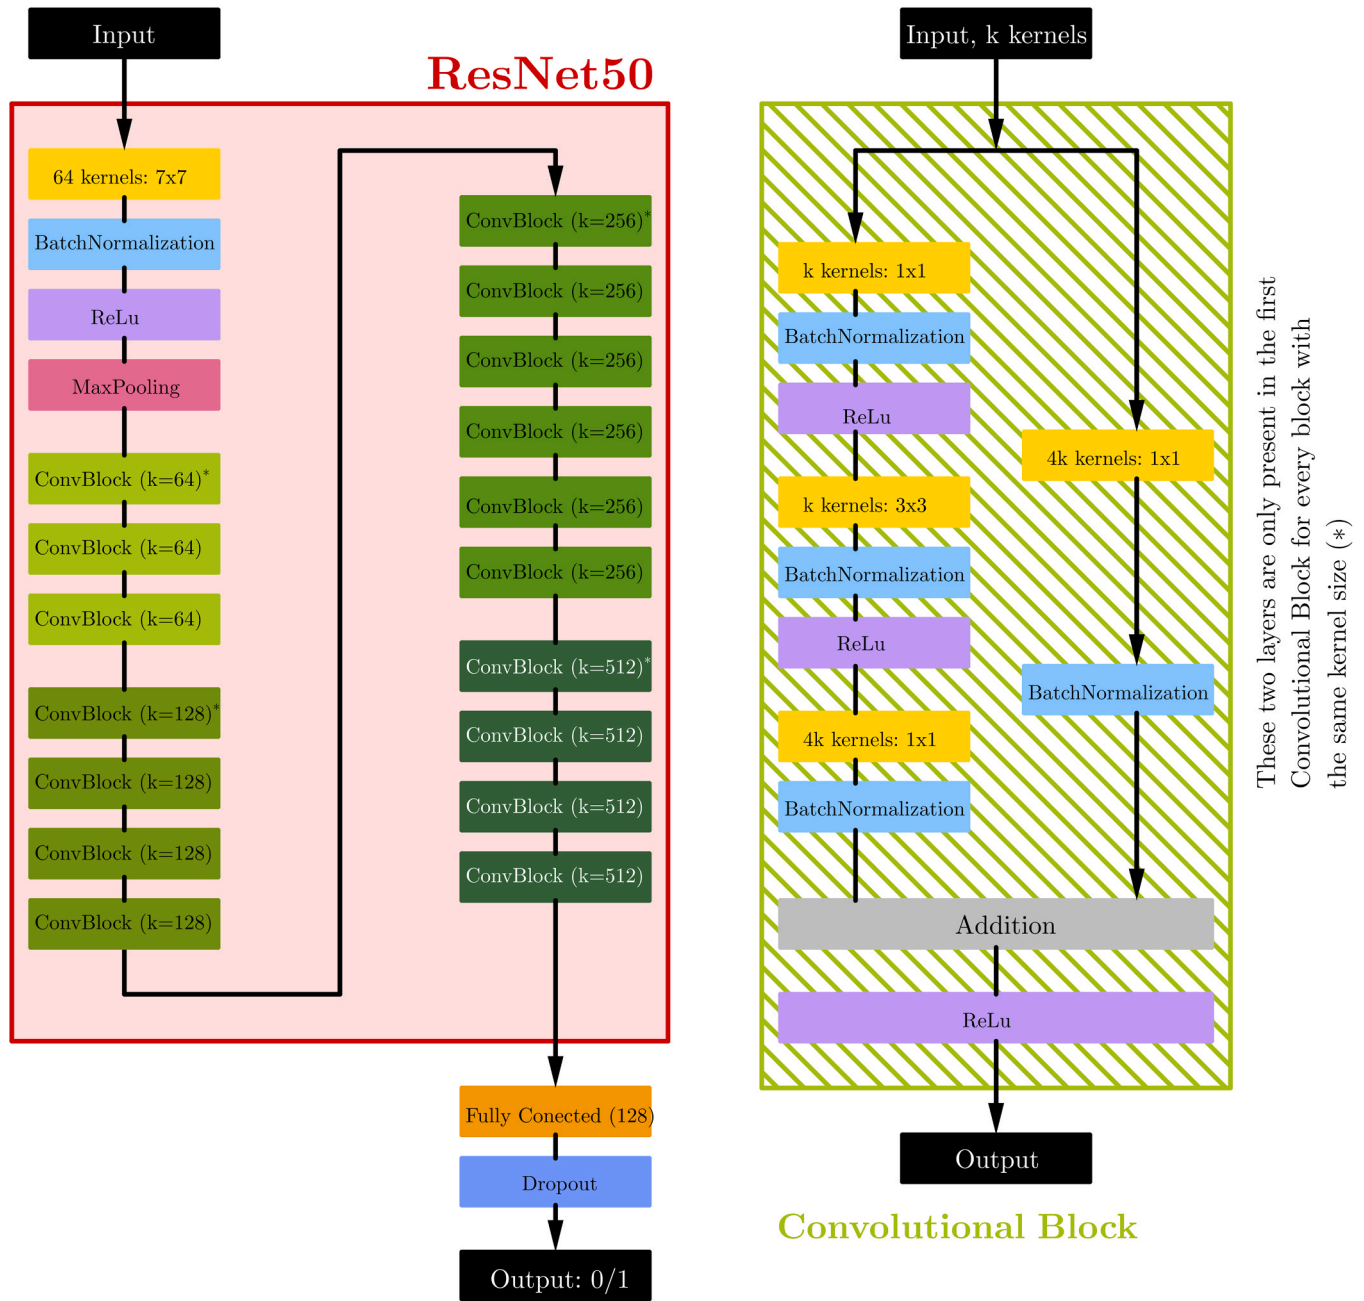 Input
ResNet50
64 kernels: 7x7
BatchNormalization
ReLu
MaxPooling
ConvBlock (k=64)*
ConvBlock (k=64)
ConvBlock (k=64)
ConvBlock (k=128)*
ConvBlock (k=128)
ConvBlock (k=128)
ConvBlock (k=128)
ConvBlock (k=256)*
ConvBlock (k=256)
ConvBlock (k=256)
ConvBlock (k=256)
ConvBlock (k=256)
ConvBlock (k=256)
ConvBlock (k=512)*
ConvBlock (k=512)
ConvBlock (k=512)
ConvBlock (k=512)
Fully Conected (128)
Dropout
Output: 0/1
Input, k kernels
k kernels: 1x1
BatchNormalization
ReLu
k kernels: 3x3
BatchNormalization
ReLu
4k kernels: 1x1
BatchNormalization
4k kernels: 1x1
BatchNormalization
Addition
ReLu
Output
Convolutional Block
These two layers are only present in the first
Convolutional Block for every block with
the same kernel size (*)